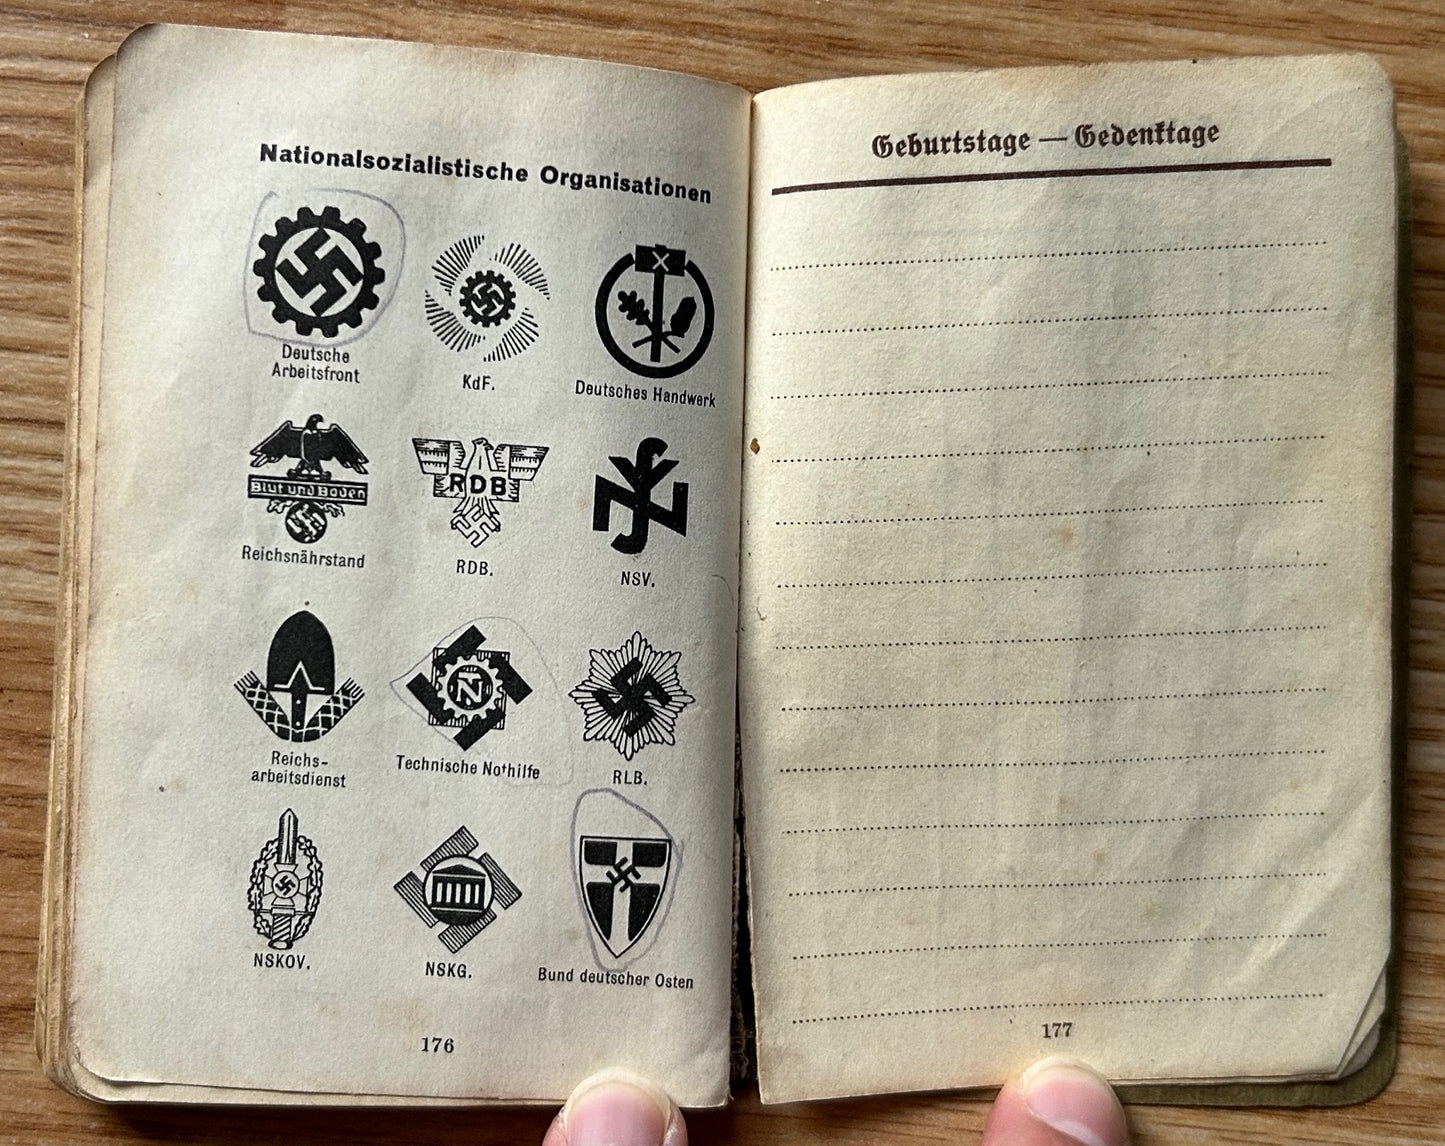 Nationalsozialistische Organisationen
Deutsche
Arbeitsfront
KdF.
Deutsches Handwerk
Blut und Boden
Reichsnährstand
RDB
RDB.
NSV.
Reichs-
arbeitsdienst
N
Technische Nothilfe
RLB.
NSKOV.
NSKG.
Bund deutscher Osten
176
Geburtstage — Gedenktage
177